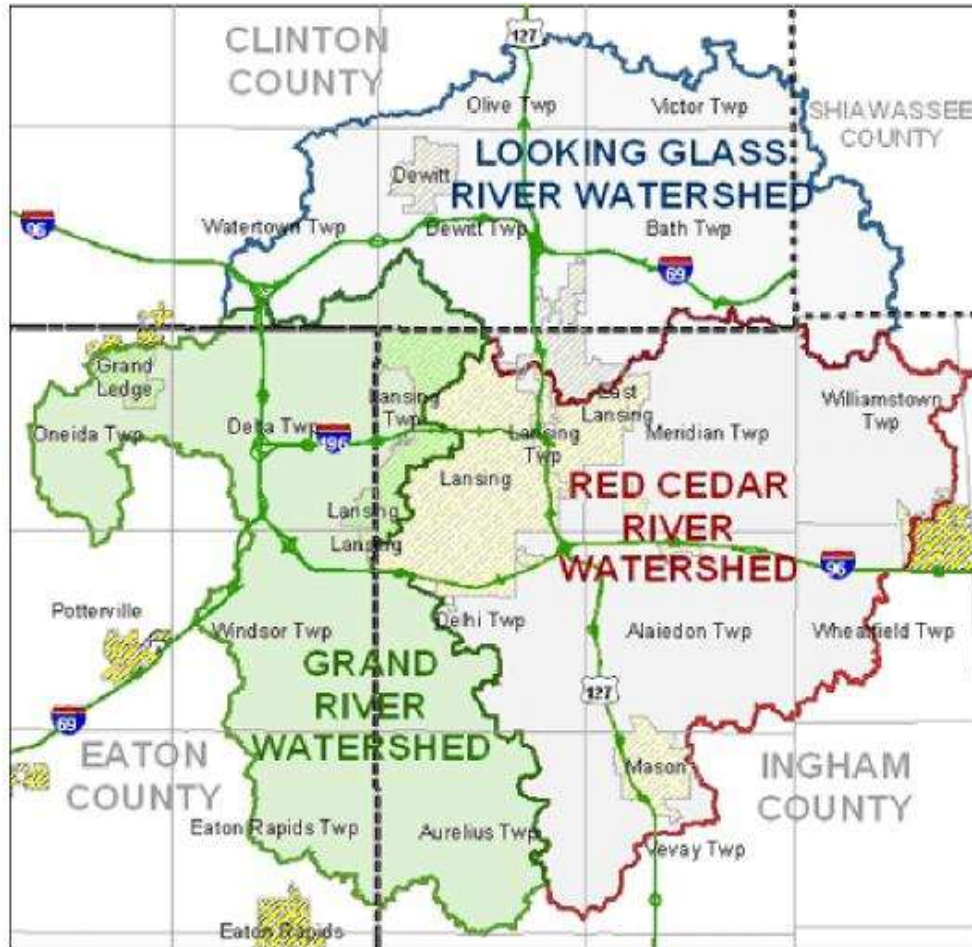 CLINTON
COUNTY
127
Olive Twp
Victor Twp
SHIAWASSEE
COUNTY
LOOKING GLASS
RIVER WATERSHED
Dewitt
96
Watertown Twp
Dewitt Twp
Bath Twp
69
Grand
Ledge
Lansing
Twp
East
Lansing
Williamstown
Twp
Oneida Twp
Delta Twp
496
Lansing
Twp
Meridian Twp
Lansing
RED CEDAR
RIVER
WATERSHED
Lansing
Lansing
96
Potterville
Windsor Twp
Delhi Twp
Alaiedon Twp
Wheatfield Twp
GRAND
RIVER
WATERSHED
127
69
EATON
COUNTY
Mason
INGHAM
COUNTY
Eaton Rapids Twp
Aurelius Twp
Vevay Twp
Eaton Rapids